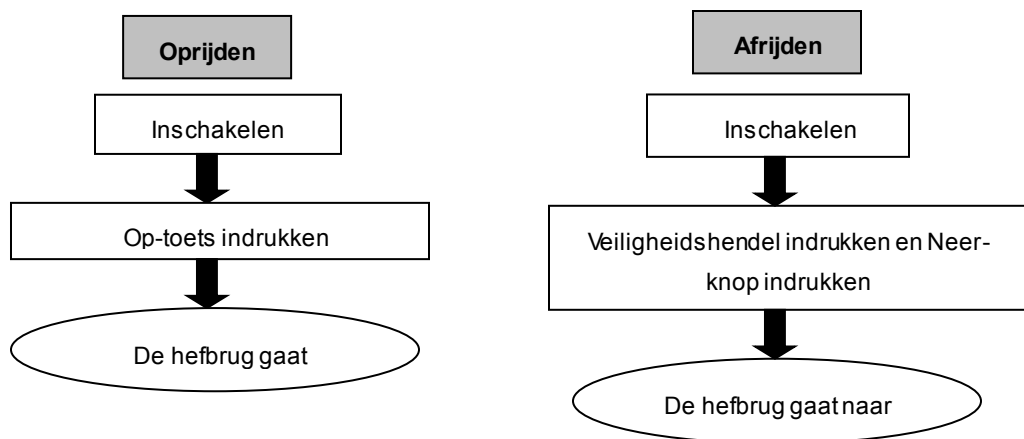 Oprijden
Inschakelen
Op-toets indrukken
De hefbrug gaat
Afrijden
Inschakelen
Veiligheidshendel indrukken en Neer-
knop indrukken
De hefbrug gaat naar